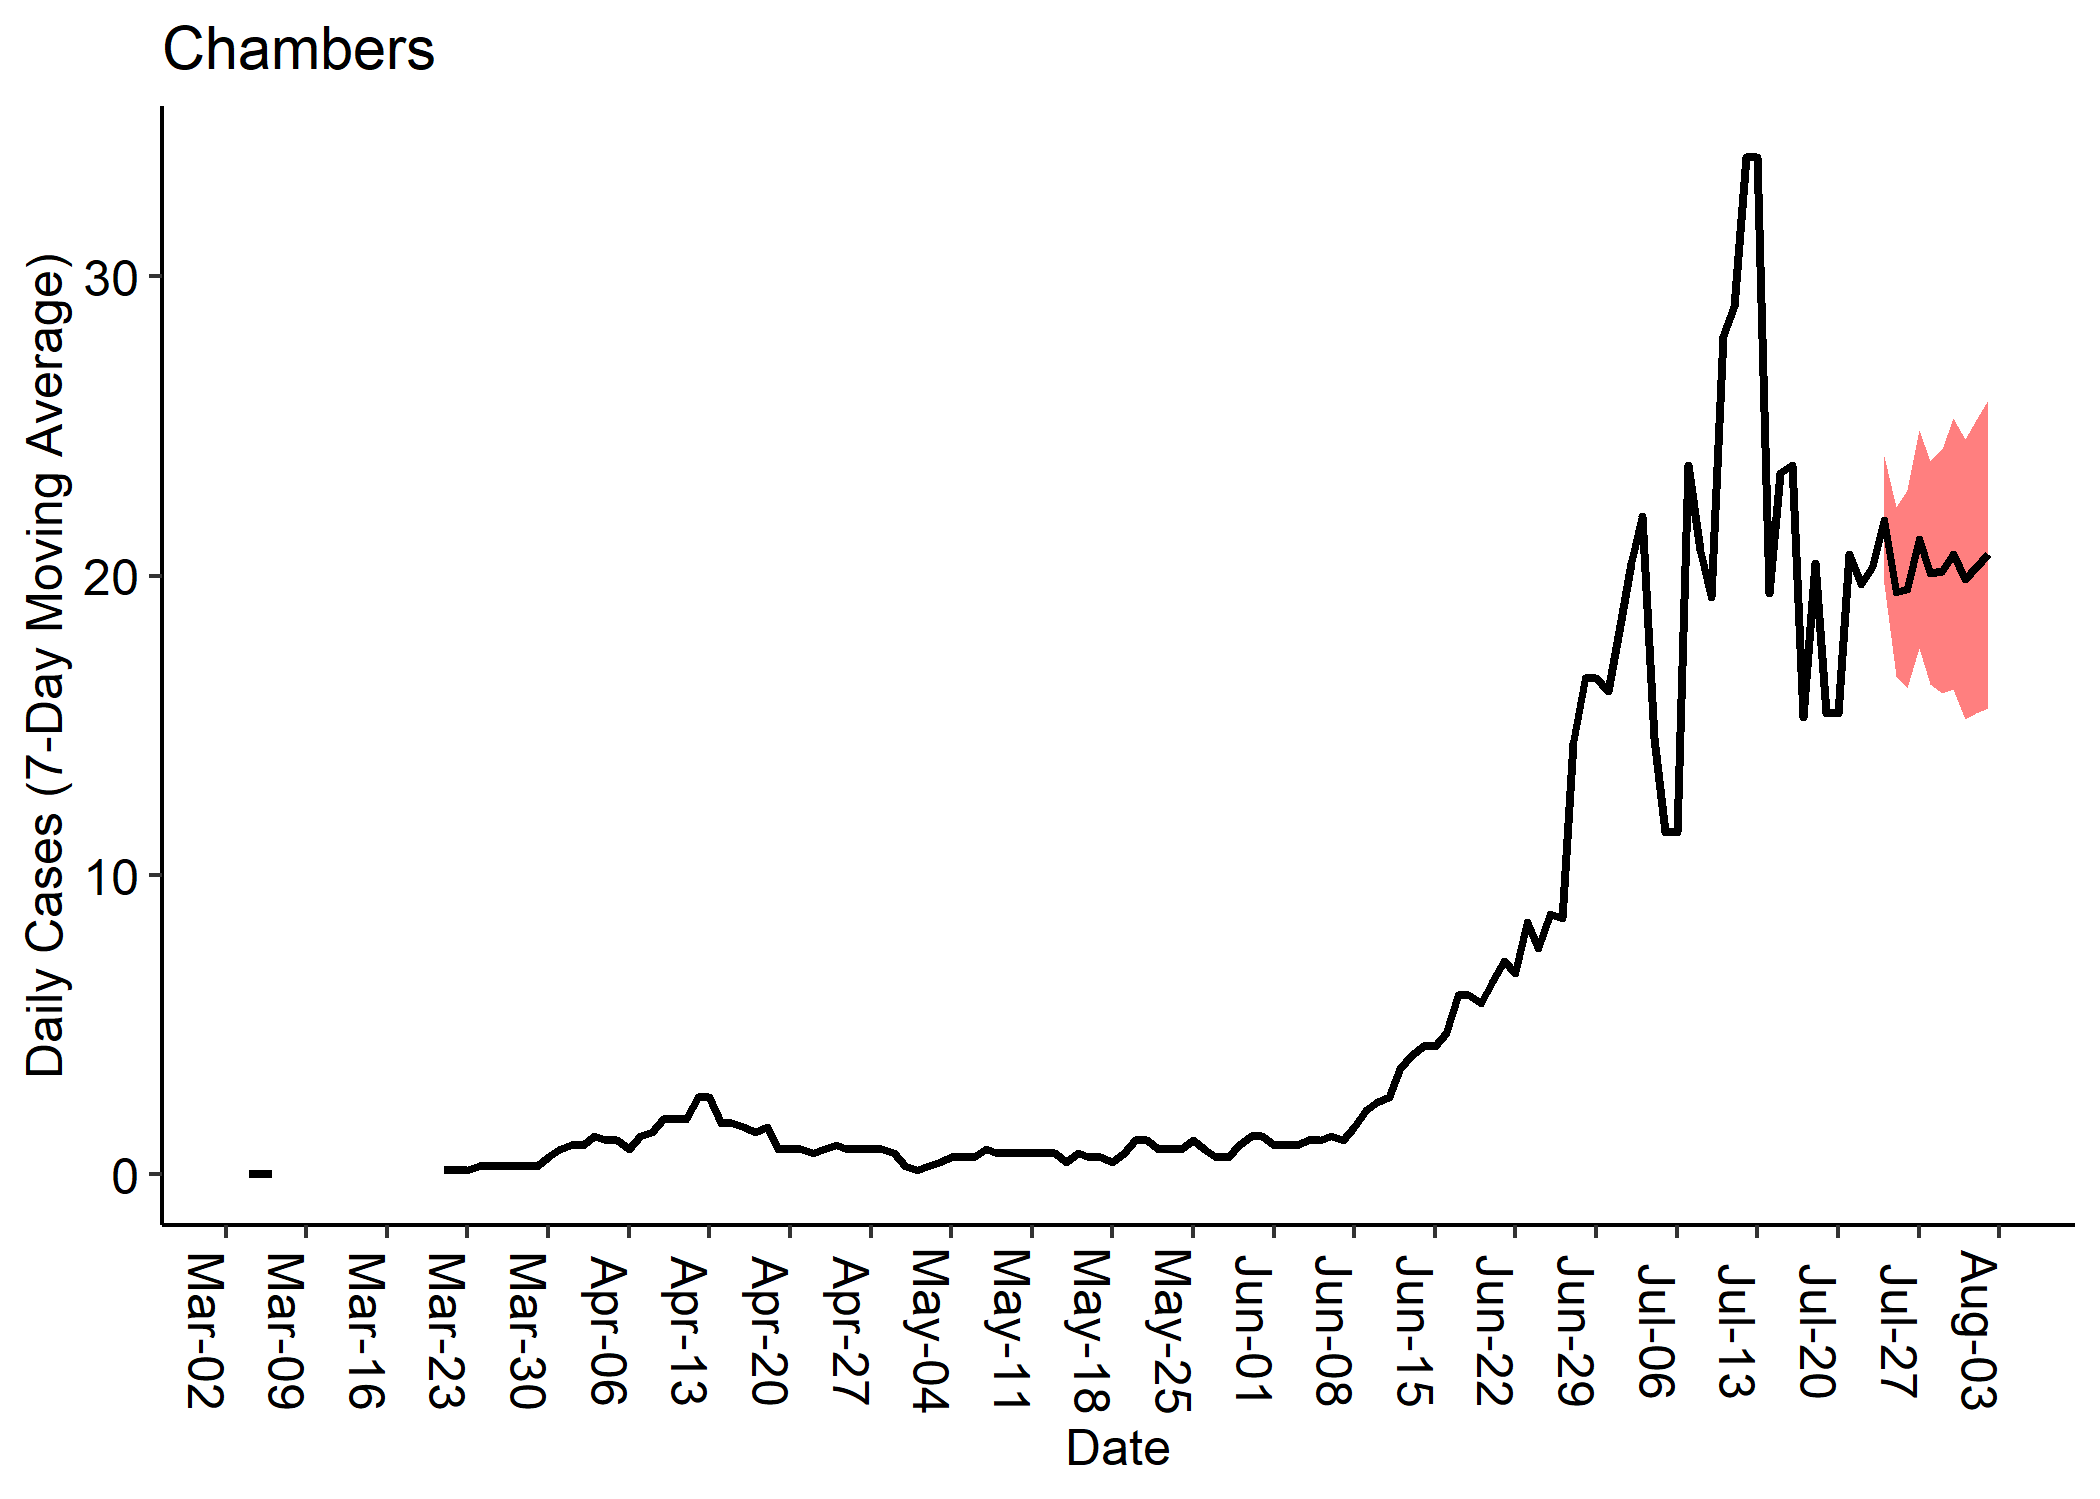 Chambers
Daily Cases (7-Day Moving Average)
30
20
10
0
Mar-02
Mar-09
Mar-16
Mar-23
Mar-30
Apr-06
Apr-13
Apr-20
Apr-27
May-04
May-11
May-18
May-25
Jun-01
Jun-08
Jun-15
Jun-22
Jun-29
Jul-06
Jul-13
Jul-20
Jul-27
Aug-03
Date